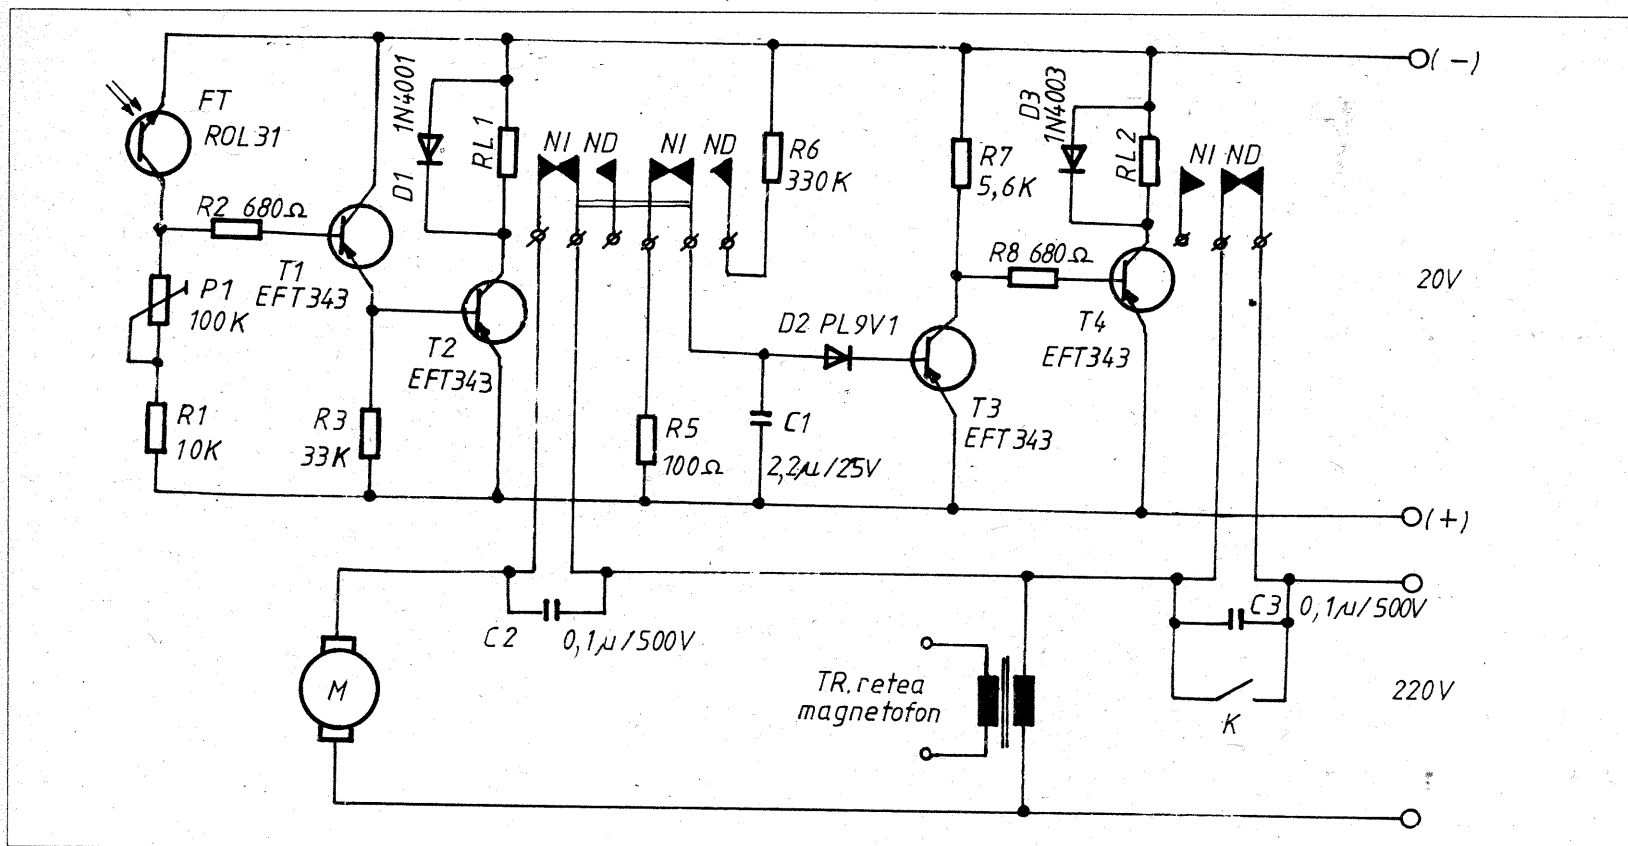 (-)
FT
ROL31
1N4001
D1
RL1
NI ND
NI ND
R6
330K
R7
5,6K
D3
1N4003
RL2
NI ND
R2 680Ω
T1
EFT343
P1
100K
R8 680Ω
20V
T2
EFT343
D2 PL9V1
T4
EFT343
R1
10K
R3
33K
R5
100Ω
C1
2,2µ/25V
T3
EFT343
(+)
C2
0,1µ/500V
C3
0,1µ/500V
M
TR.retea
magnetofon
K
220V